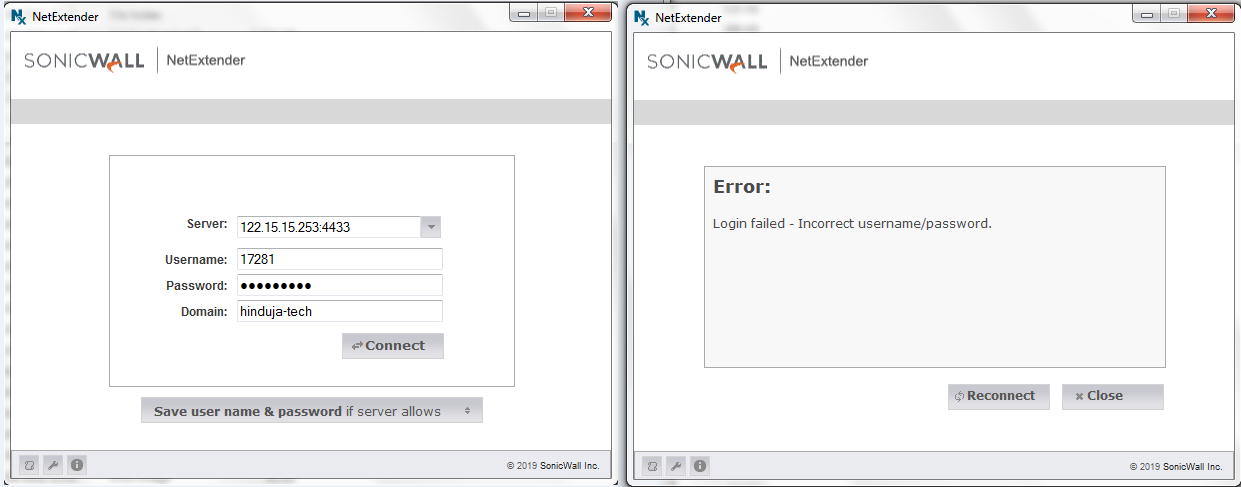 NetExtender
SONICWALL | NetExtender
Server: 122.15.15.253:4433
Username: 17281
Password: ●●●●●●●●●
Domain: hinduja-tech
Connect
Save user name & password if server allows
© 2019 SonicWall Inc.
NetExtender
SONICWALL | NetExtender
Error:
Login failed - Incorrect username/password.
Reconnect
Close
© 2019 SonicWall Inc.